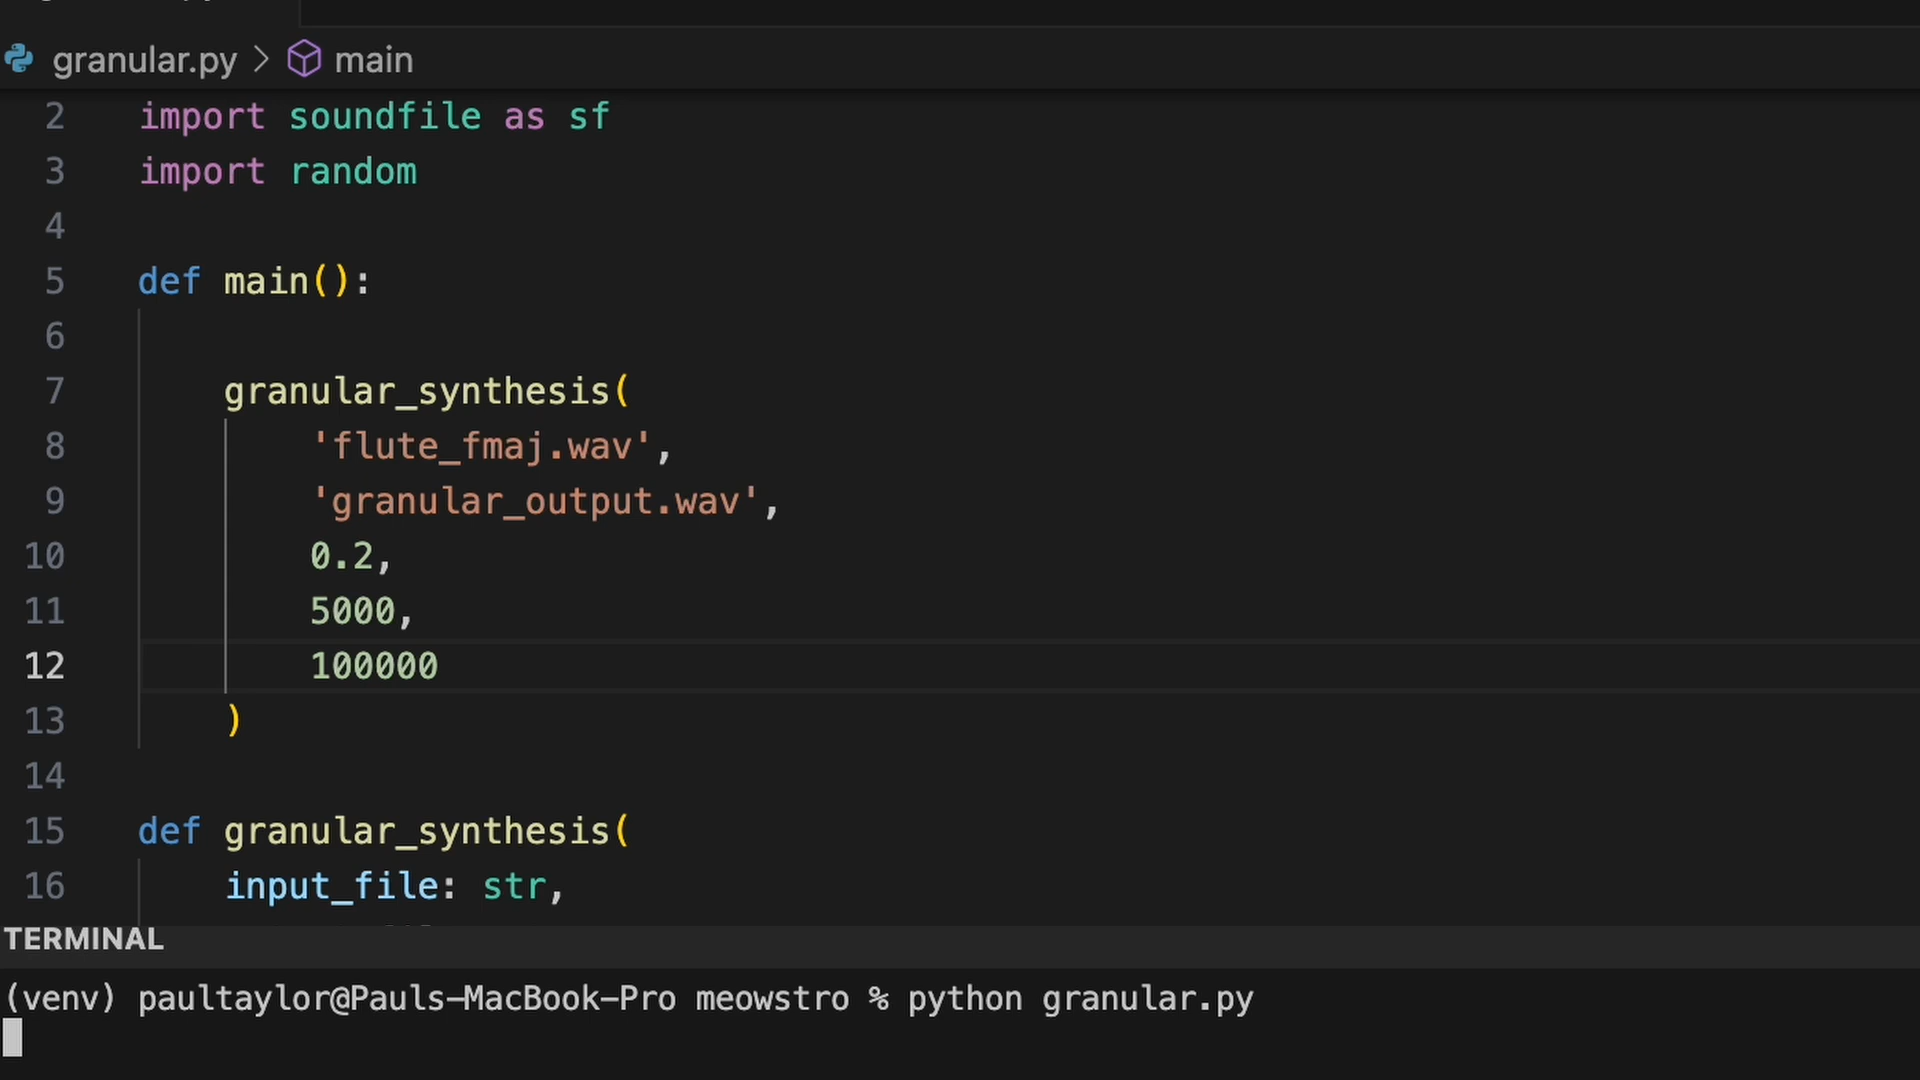 granular.py > main
2 import soundfile as sf
3 import random
4
5 def main():
6
7 granular_synthesis(
8 'flute_fmaj.wav',
9 'granular_output.wav',
10 0.2,
11 5000,
12 100000
13 )
14
15 def granular_synthesis(
16 input_file: str,
TERMINAL
(venv) paultaylor@Pauls-MacBook-Pro meowstro % python granular.py